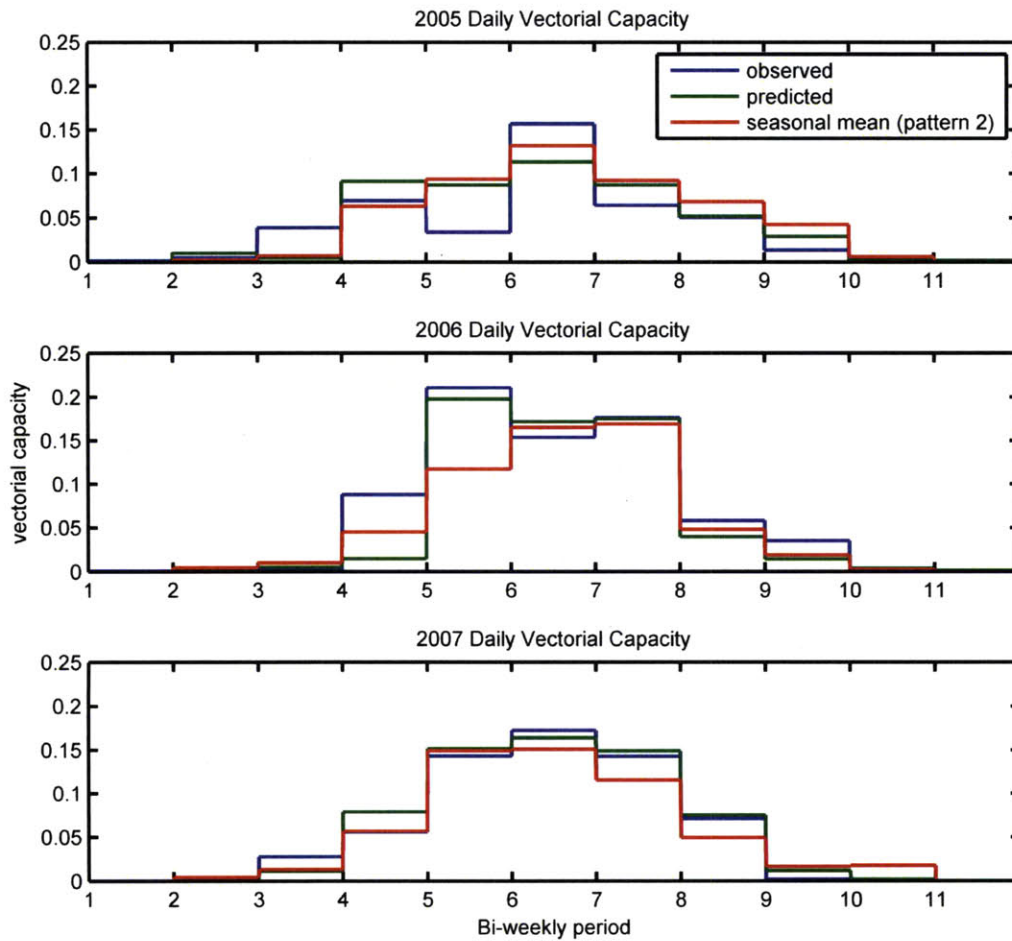 2005 Daily Vectorial Capacity
0.25
0.2
0.15
0.1
0.05
0
1 2 3 4 5 6 7 8 9 10 11
observed
predicted
seasonal mean (pattern 2)
2006 Daily Vectorial Capacity
vectorial capacity
0.25
0.2
0.15
0.1
0.05
0
1 2 3 4 5 6 7 8 9 10 11
2007 Daily Vectorial Capacity
0.25
0.2
0.15
0.1
0.05
0
1 2 3 4 5 6 7 8 9 10 11
Bi-weekly period